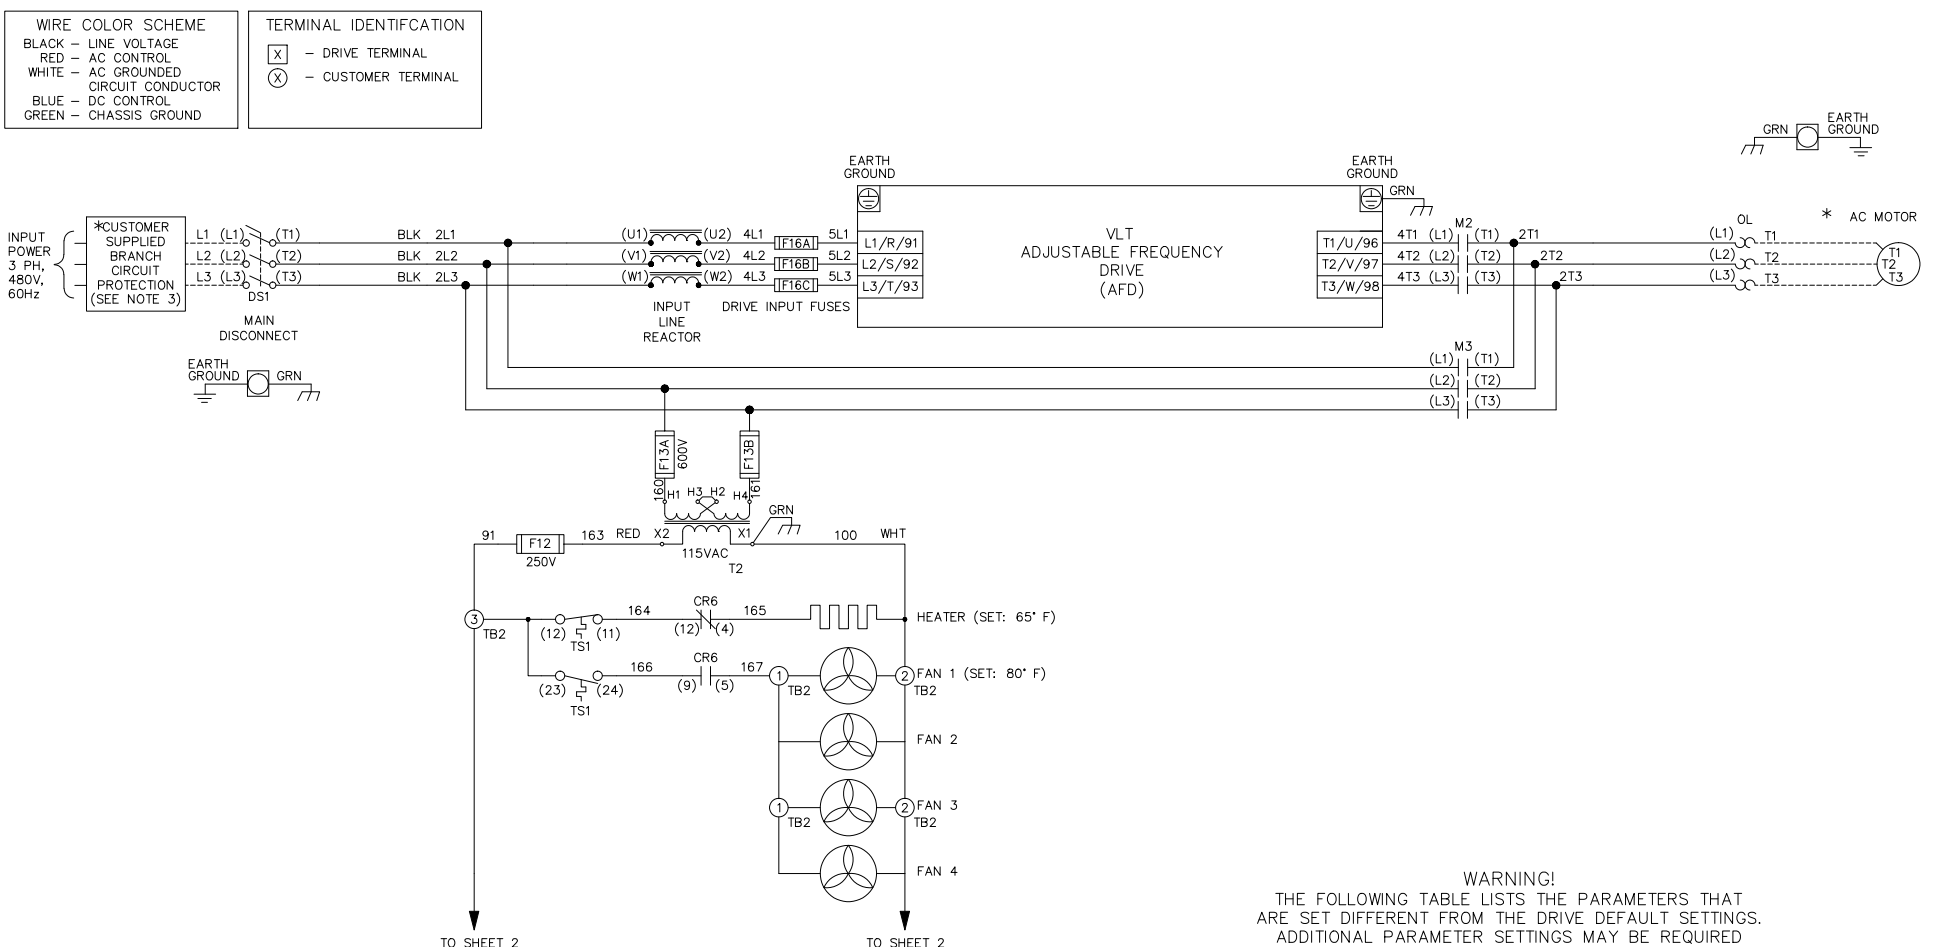 WIRE COLOR SCHEME
BLACK – LINE VOLTAGE
RED – AC CONTROL
WHITE – AC GROUNDED
CIRCUIT CONDUCTOR
BLUE – DC CONTROL
GREEN – CHASSIS GROUND
TERMINAL IDENTIFCATION
X – DRIVE TERMINAL
X – CUSTOMER TERMINAL
GRN
EARTH
GROUND
INPUT
POWER
3 PH,
480V,
60Hz
*CUSTOMER
SUPPLIED
BRANCH
CIRCUIT
PROTECTION
(SEE NOTE 3)
L1 (L1) (T1) BLK 2L1
L2 (L2) (T2) BLK 2L2
L3 (L3) (T3) BLK 2L3
DS1
MAIN
DISCONNECT
EARTH
GROUND
GRN
(U1) (U2) 4L1 F16A 5L1
(V1) (V2) 4L2 F16B 5L2
(W1) (W2) 4L3 F16C 5L3
INPUT
LINE
REACTOR
DRIVE INPUT FUSES
EARTH
GROUND
L1/R/91
L2/S/92
L3/T/93
VLT
ADJUSTABLE FREQUENCY
DRIVE
(AFD)
EARTH
GROUND
GRN
T1/U/96
T2/V/97
T3/W/98
M2
4T1 (L1) (T1) 2T1
4T2 (L2) (T2) 2T2
4T3 (L3) (T3) 2T3
OL
(L1) T1
(L2) T2
(L3) T3
* AC MOTOR
T1
T2
T3
M3
(L1) (T1)
(L2) (T2)
(L3) (T3)
F13A
600V
F13B
160
161
H1 H3 H2 H4
GRN
91 F12 163 RED X2 X1 100 WHT
250V
115VAC
T2
3
TB2
(12) (11)
TS1
164
CR6
(12) (4)
165
HEATER (SET: 65° F)
(23) (24)
TS1
166
CR6
(9) (5)
167
1
TB2
2
TB2
FAN 1 (SET: 80° F)
FAN 2
1
TB2
2
TB2
FAN 3
FAN 4
TO SHEET 2
TO SHEET 2
WARNING!
THE FOLLOWING TABLE LISTS THE PARAMETERS THAT
ARE SET DIFFERENT FROM THE DRIVE DEFAULT SETTINGS.
ADDITIONAL PARAMETER SETTINGS MAY BE REQUIRED